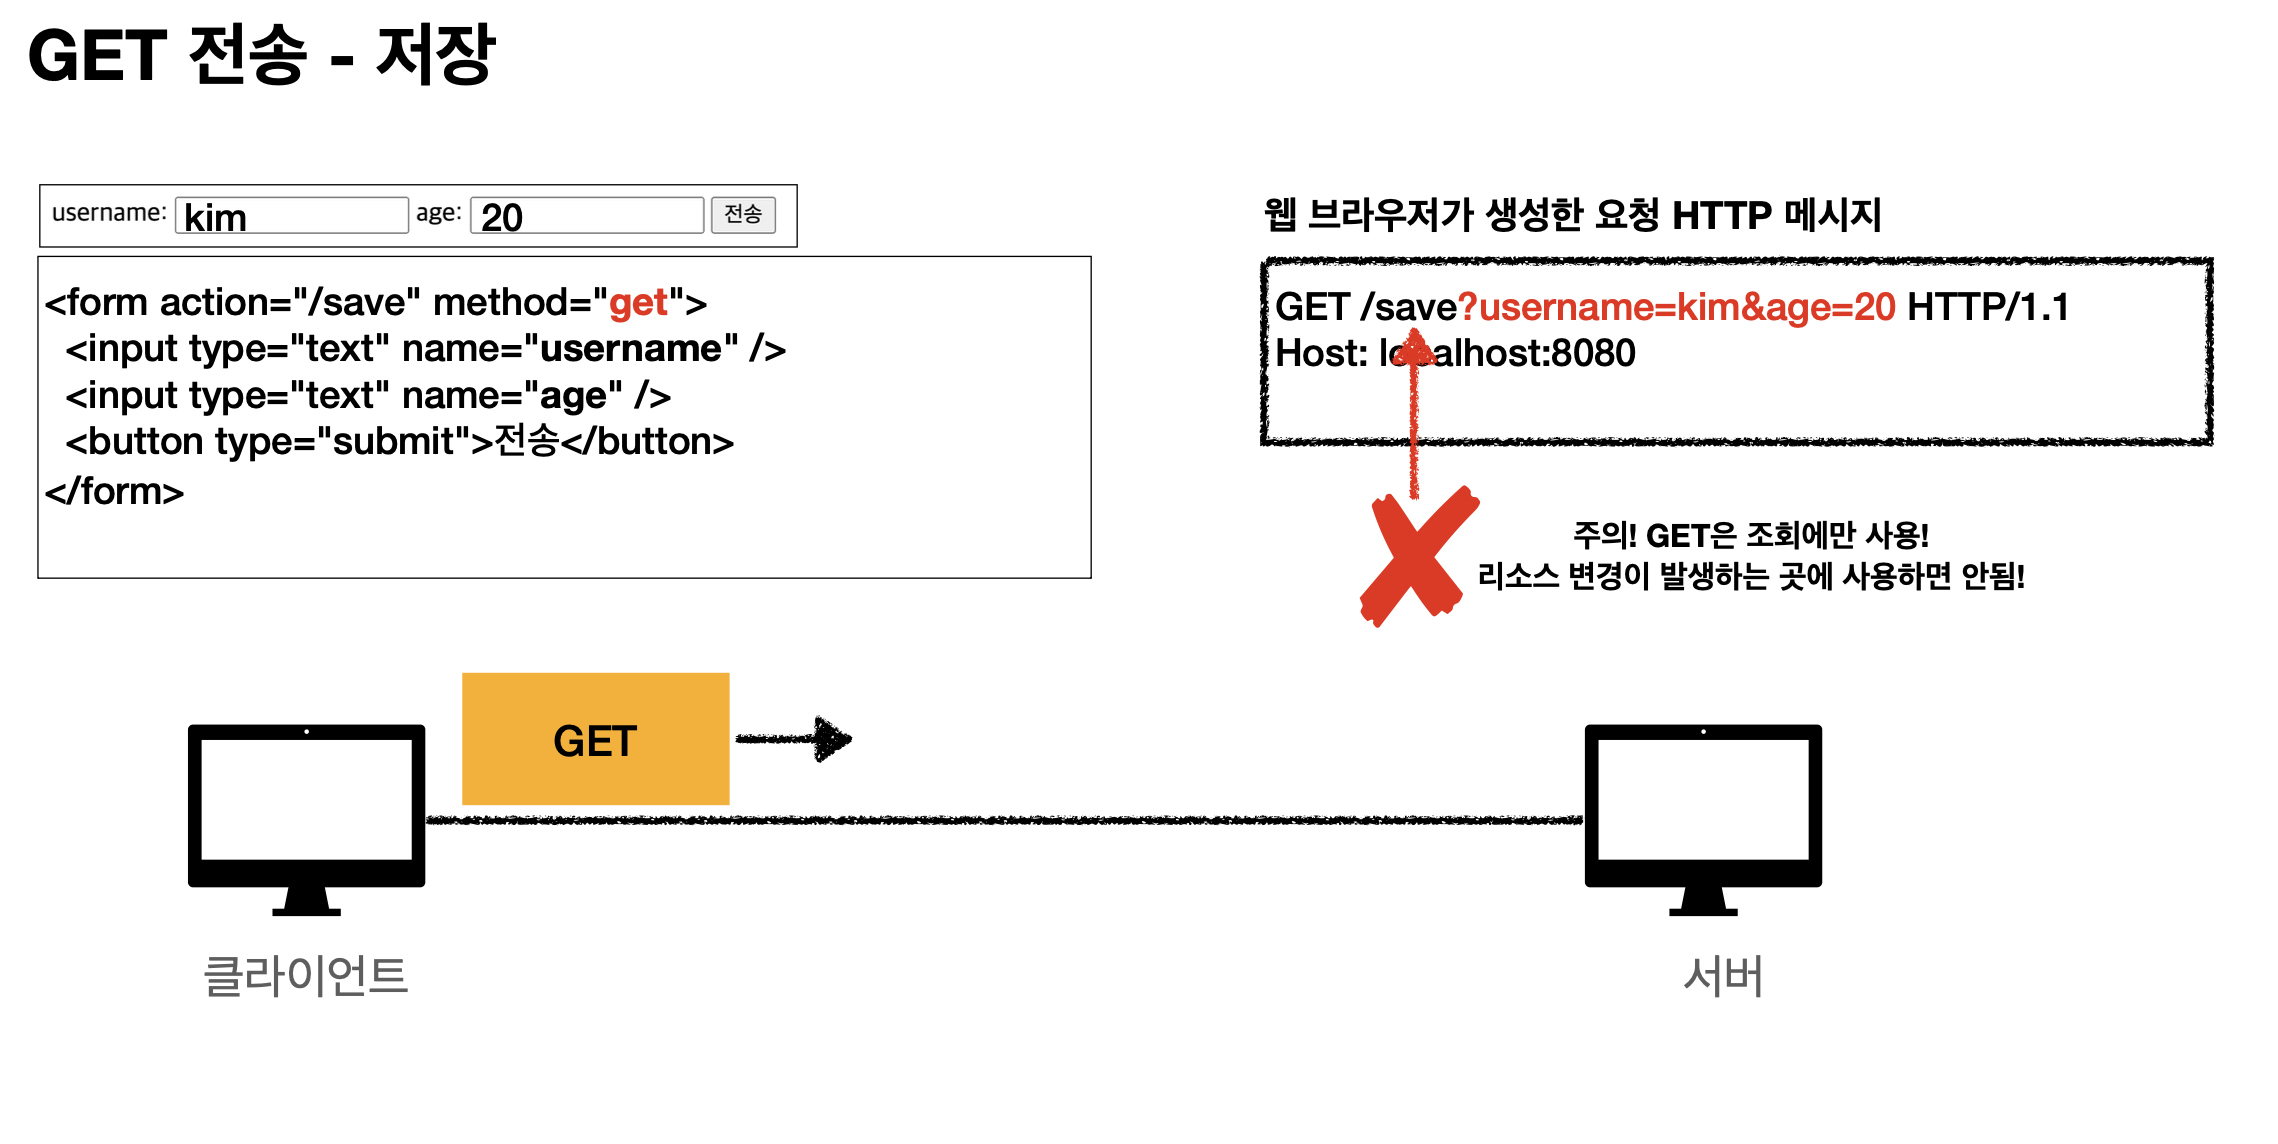 GET 전송 - 저장
username: kim age: 20 전송
<form action="/save" method="get">
<input type="text" name="username" />
<input type="text" name="age" />
<button type="submit">전송</button>
</form>
웹 브라우저가 생성한 요청 HTTP 메시지
GET /save?username=kim&age=20 HTTP/1.1
Host: localhost:8080
주의! GET은 조회에만 사용!
리소스 변경이 발생하는 곳에 사용하면 안됨!
GET
클라이언트
서버